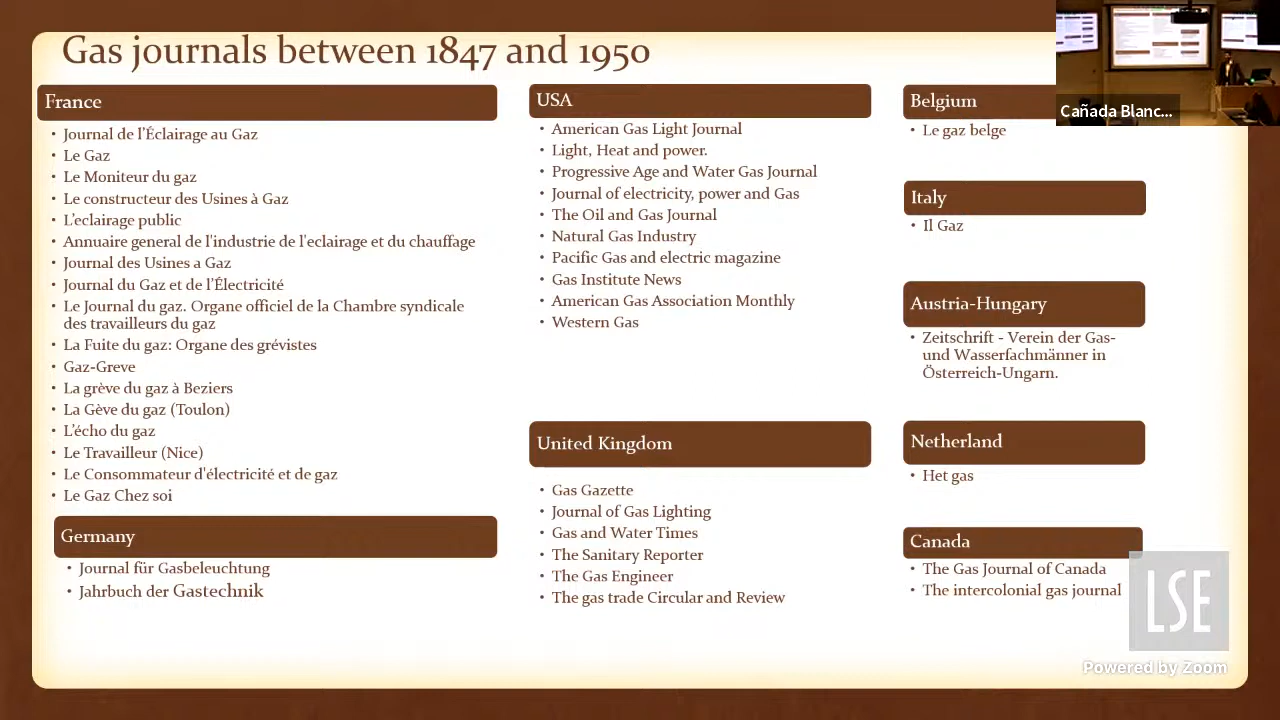 Gas journals between 1847 and 1950
France
• Journal de l'Éclairage au Gaz
• Le Gaz
• Le Moniteur du gaz
• Le constructeur des Usines à Gaz
• L'eclairage public
• Annuaire general de l'industrie de l'eclairage et du chauffage
• Journal des Usines a Gaz
• Journal du Gaz et de l'Électricité
• Le Journal du gaz. Organe officiel de la Chambre syndicale
des travailleurs du gaz
• La Fuite du gaz: Organe des grévistes
• Gaz-Greve
• La grève du gaz à Beziers
• La Gève du gaz (Toulon)
• L'écho du gaz
• Le Travailleur (Nice)
• Le Consommateur d'électricité et de gaz
• Le Gaz Chez soi
Germany
• Journal für Gasbeleuchtung
• Jahrbuch der Gastechnik
USA
• American Gas Light Journal
• Light, Heat and power.
• Progressive Age and Water Gas Journal
• Journal of electricity, power and Gas
• The Oil and Gas Journal
• Natural Gas Industry
• Pacific Gas and electric magazine
• Gas Institute News
• American Gas Association Monthly
• Western Gas
United Kingdom
• Gas Gazette
• Journal of Gas Lighting
• Gas and Water Times
• The Sanitary Reporter
• The Gas Engineer
• The gas trade Circular and Review
Belgium
• Le gaz belge
Italy
• Il Gaz
Austria-Hungary
• Zeitschrift - Verein der Gas-
und Wasserfachmänner in
Österreich-Ungarn.
Netherland
• Het gas
Canada
• The Gas Journal of Canada
• The intercolonial gas journal
Cañada Blanc...
LSE
Powered by Zoom